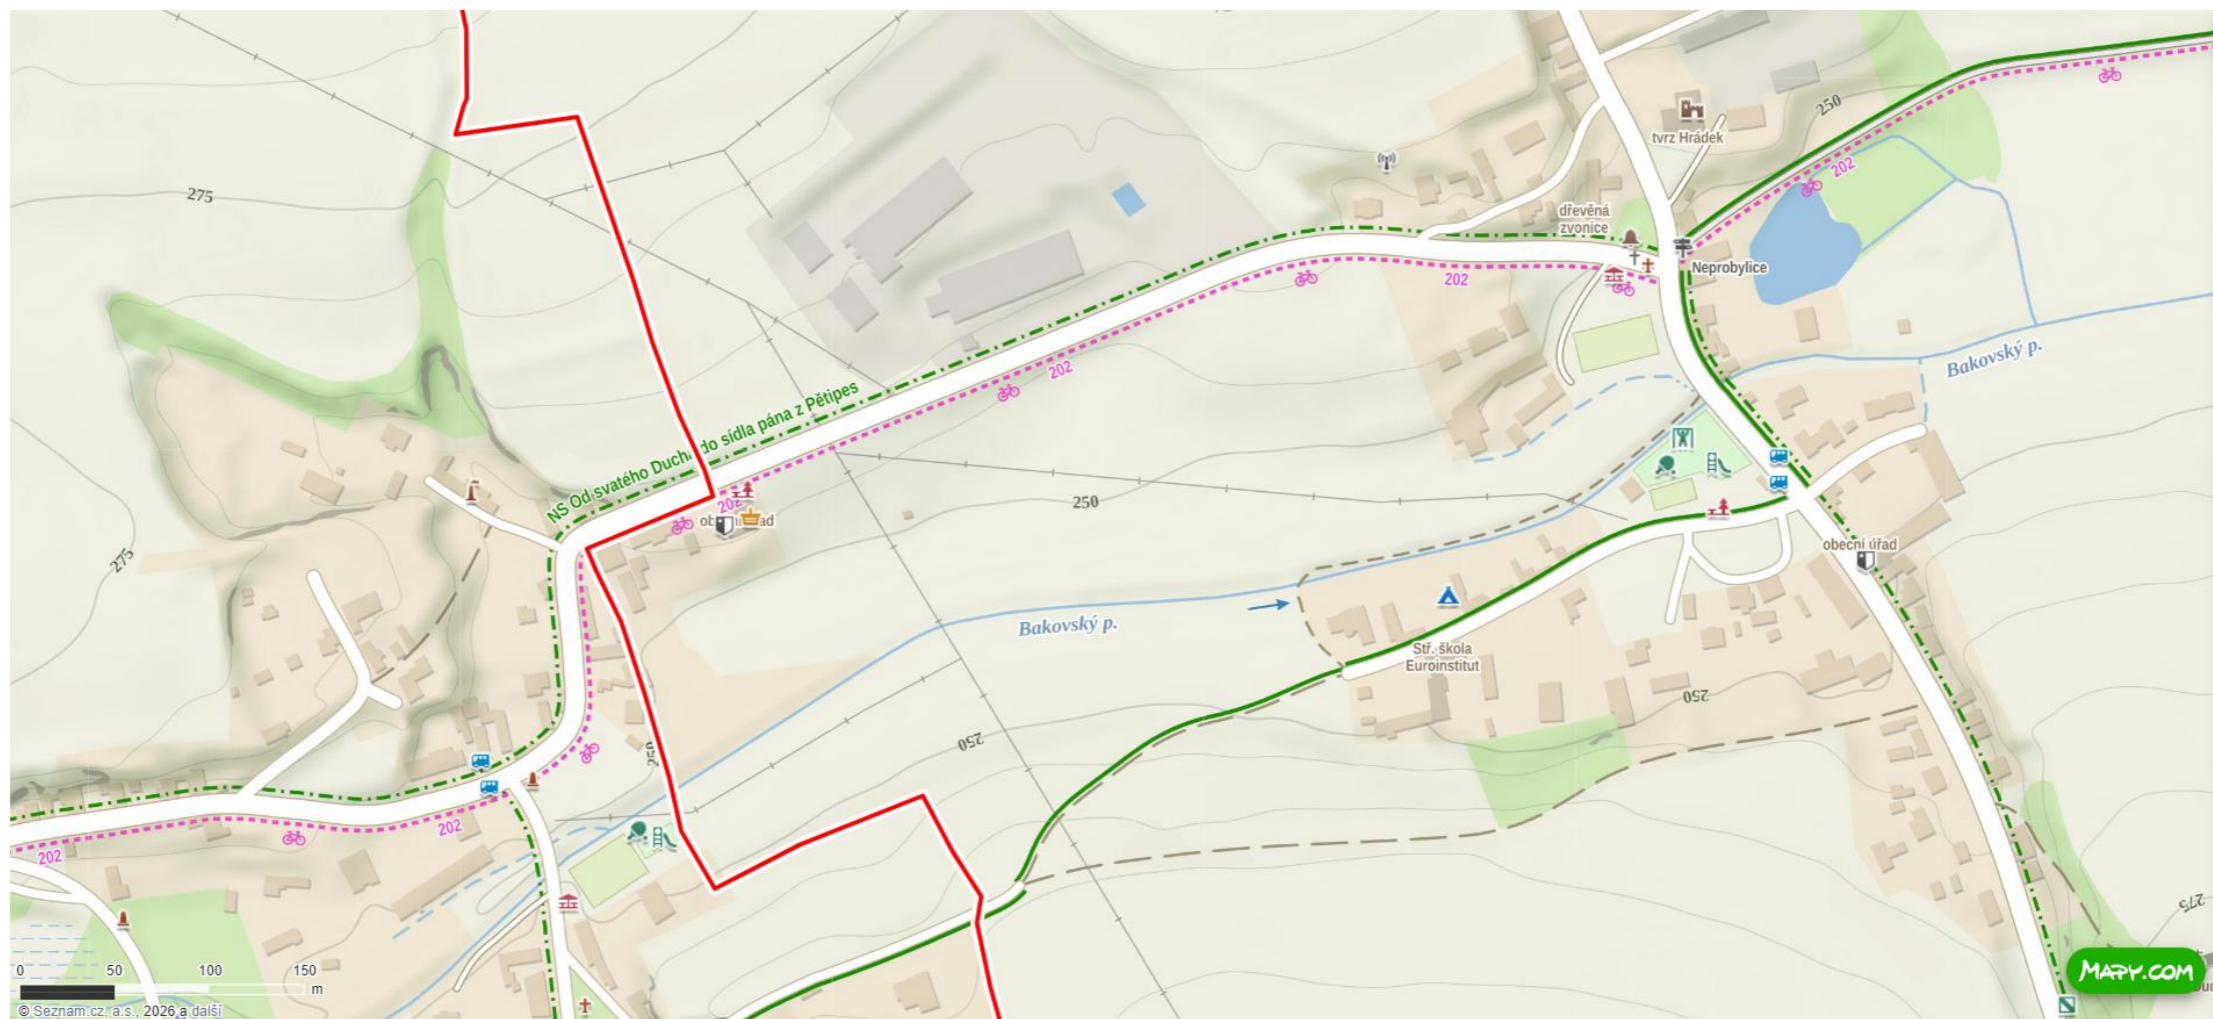 250
tvrz Hrádek
202
275
dřevěná
zvonice
Neprobylice
202
Bakovský p.
202
NS Od svatého Ducha do sídla pána z Pětipes
202
250
275
obecní úřad
obecní úřad
Bakovský p.
Stř. škola
Euroinstitut
250
250
250
202
202
275
0 50 100 150
m
MAPY.COM
© Seznam.cz, a.s., 2026 a další